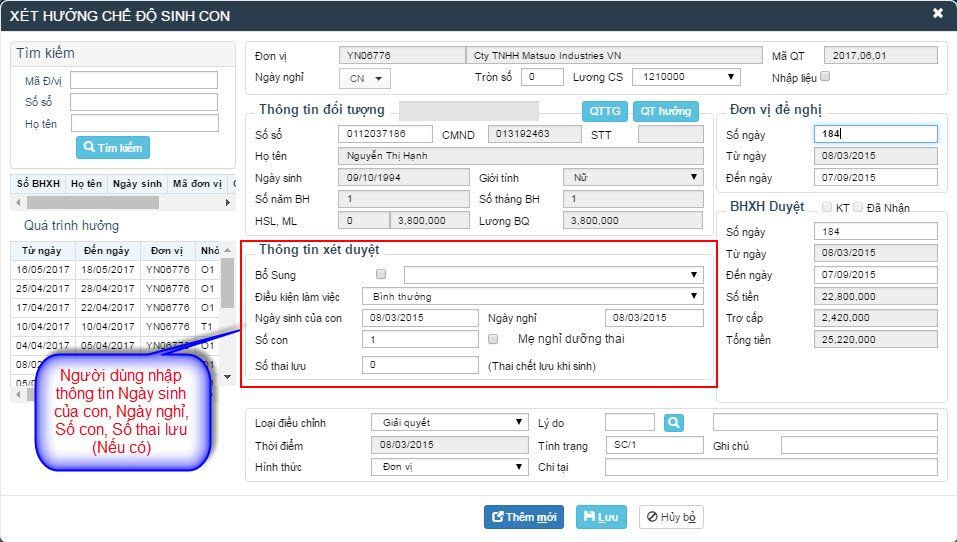 XÉT HƯỞNG CHẾ ĐỘ SINH CON
Tìm kiếm
Mã Đ/vị
Số sổ
Họ tên
Tìm kiếm
Số BHXH Họ tên Ngày sinh Mã đơn vị
Quá trình hưởng
Từ ngày Đến ngày Đơn vị Nhó
16/05/2017 18/05/2017 YN06776 O1
25/04/2017 28/04/2017 YN06776 O1
17/04/2017 22/04/2017 YN06776 O1
10/04/2017 10/04/2017 YN06776 T1
04/04/2017 05/04/2017 YN06776 O1
08/02
05/0
Người dùng nhập
thông tin Ngày sinh
của con, Ngày nghỉ,
Số con, Số thai lưu
(Nếu có)
Đơn vị YN06776 Cty TNHH Matsuo Industries VN Mã QT 2017,06,01
Ngày nghỉ CN Tròn số 0 Lương CS 1210000 Nhập liệu
Thông tin đối tượng QTTG QT hưởng
Số sổ 0112037186 CMND 013192463 STT
Họ tên Nguyễn Thị Hạnh
Ngày sinh 09/10/1994 Giới tính Nữ
Số năm BH 1 Số tháng BH 1
HSL, ML 0 3,800,000 Lương BQ 3,800,000
Thông tin xét duyệt
Bổ Sung
Điều kiện làm việc Bình thường
Ngày sinh của con 08/03/2015 Ngày nghỉ 08/03/2015
Số con 1 Mẹ nghỉ dưỡng thai
Số thai lưu 0 (Thai chết lưu khi sinh)
Đơn vị đề nghị
Số ngày 184
Từ ngày 08/03/2015
Đến ngày 07/09/2015
BHXH Duyệt KT Đã Nhận
Số ngày 184
Từ ngày 08/03/2015
Đến ngày 07/09/2015
Số tiền 22,800,000
Trợ cấp 2,420,000
Tổng tiền 25,220,000
Loại điều chỉnh Giải quyết Lý do
Thời điểm 08/03/2015 Tình trạng SC/1 Ghi chú
Hình thức Đơn vị Chi tại
Thêm mới Lưu Hủy bỏ